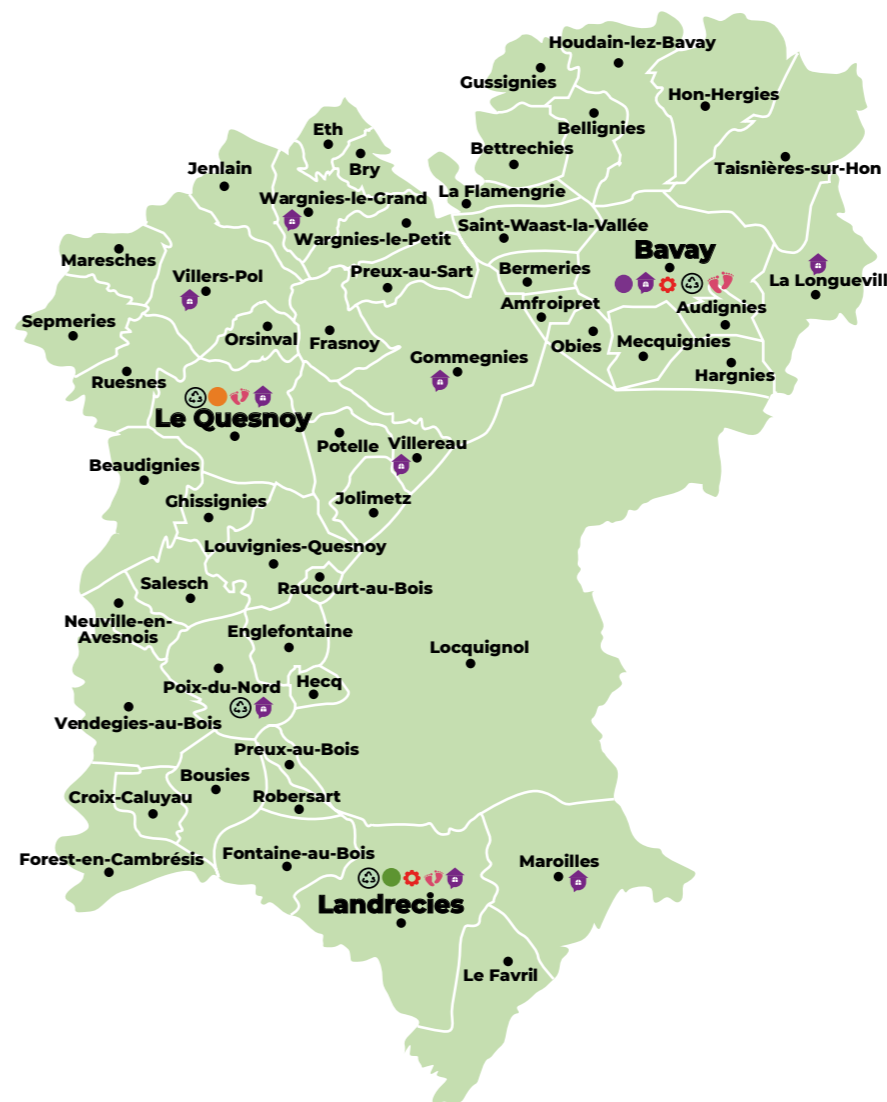 Houdain-lez-Bavay
Gussignies
Hon-Hergies
Eth
Bellignies
Bry
Bettrechies
Jenlain
Taisnières-sur-Hon
La Flamengrie
Wargnies-le-Grand
Saint-Waast-la-Vallée
Wargnies-le-Petit
Maresches
Bavay
Villers-Pol
Preux-au-Sart
Bermeries
La Longuevill
Amfroipret
Audignies
Sepmeries
Orsinval
Frasnoy
Obies
Mecquignies
Gommegnies
Hargnies
Ruesnes
Le Quesnoy
Potelle
Villereau
Beaudignies
Ghissignies
Jolimetz
Louvignies-Quesnoy
Salesch
Raucourt-au-Bois
Neuville-en-
Avesnois
Englefontaine
Locquignol
Poix-du-Nord
Hecq
Vendegies-au-Bois
Preux-au-Bois
Bousies
Croix-Caluyau
Robersart
Forest-en-Cambrésis
Fontaine-au-Bois
Maroilles
Landrecies
Le Favril